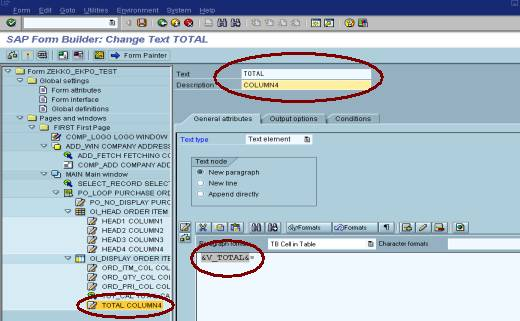 Form Edit Goto Utilities Environment System Help
SAP Form Builder: Change Text TOTAL
Form Painter
Form ZEKKO_EKPO_TEST
Global settings
Form attributes
Form interface
Global definitions
Pages and windows
FIRST First Page
COMP_LOGO LOGO WINDOW
ADD_WIN COMPANY ADDRESS
ADD_FETCH FETCHING CO
COMP_ADD COMPANY ADD
MAIN Main window
SELECT_RECORD SELECT
PO_LOOP PURCHASE ORD
PO_NO_DISPLAY PURC
OI_HEAD ORDER ITEM
HEAD1 COLUMN1
HEAD2 COLUMN2
HEAD3 COLUMN3
HEAD4 COLUMN4
OI_DISPLAY ORDER ITE
ORD_ITM_COL COL
ORD_QTY_COL COL
ORD_PRI_COL COL
TOTAL COLUMN4
Text TOTAL
Description COLUMN4
General attributes Output options Conditions
Text type Text element
Text node
New paragraph
New line
Append directly
Formats Formats
Paragraph formats TB Cell in Table Character formats
&V_TOTAL&